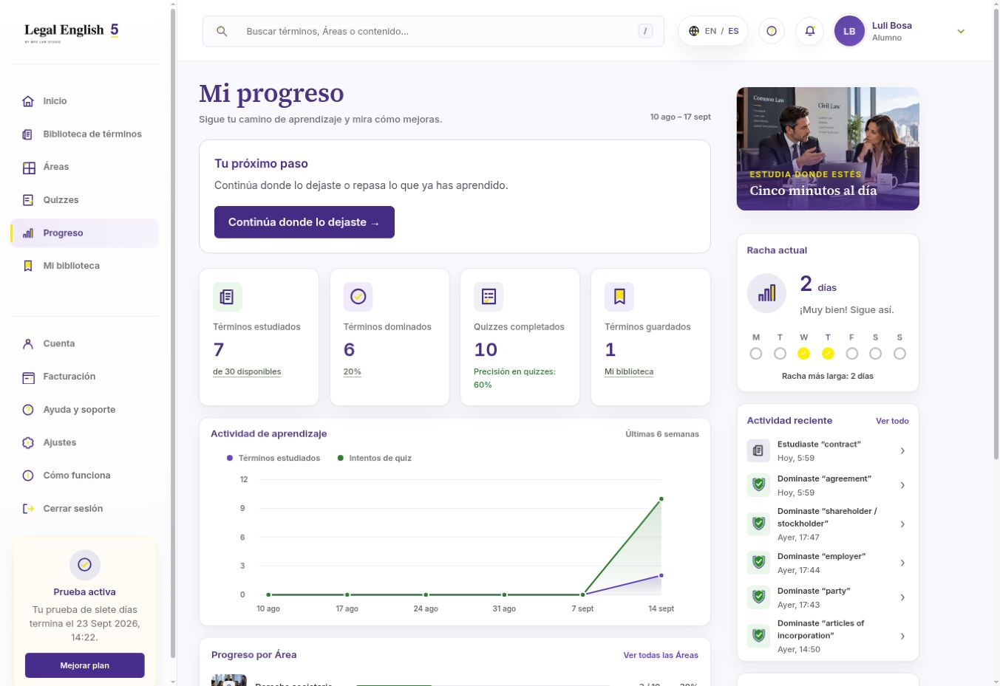 Legal English 5
BY MPC LAW STUDIO
Inicio
Biblioteca de términos
Áreas
Quizzes
Progreso
Mi biblioteca
Cuenta
Facturación
Ayuda y soporte
Ajustes
Cómo funciona
Cerrar sesión
Prueba activa
Tu prueba de siete días
termina el 23 Sept 2026,
14:22.
Mejorar plan
Buscar términos, Áreas o contenido...
/
EN / ES
LB
Luli Bosa
Alumno
Mi progreso
Sigue tu camino de aprendizaje y mira cómo mejoras.
10 ago – 17 sept
Tu próximo paso
Continúa donde lo dejaste o repasa lo que ya has aprendido.
Continúa donde lo dejaste →
Términos estudiados
7
de 30 disponibles
Términos dominados
6
20%
Quizzes completados
10
Precisión en quizzes:
60%
Términos guardados
1
Mi biblioteca
Actividad de aprendizaje
Últimas 6 semanas
Términos estudiados
Intentos de quiz
12
9
6
3
0
10 ago
17 ago
24 ago
31 ago
7 sept
14 sept
Progreso por Área
Ver todas las Áreas
Common Law
Civil Law
ESTUDIA DONDE ESTÉS
Cinco minutos al día
Racha actual
2 días
¡Muy bien! Sigue así.
M T W T F S S
Racha más larga: 2 días
Actividad reciente
Ver todo
Estudiaste “contract”
Hoy, 5:59
Dominaste “agreement”
Hoy, 5:59
Dominaste “shareholder /
stockholder”
Ayer, 17:47
Dominaste “employer”
Ayer, 17:44
Dominaste “party”
Ayer, 17:43
Dominaste “articles of
incorporation”
Ayer, 14:50